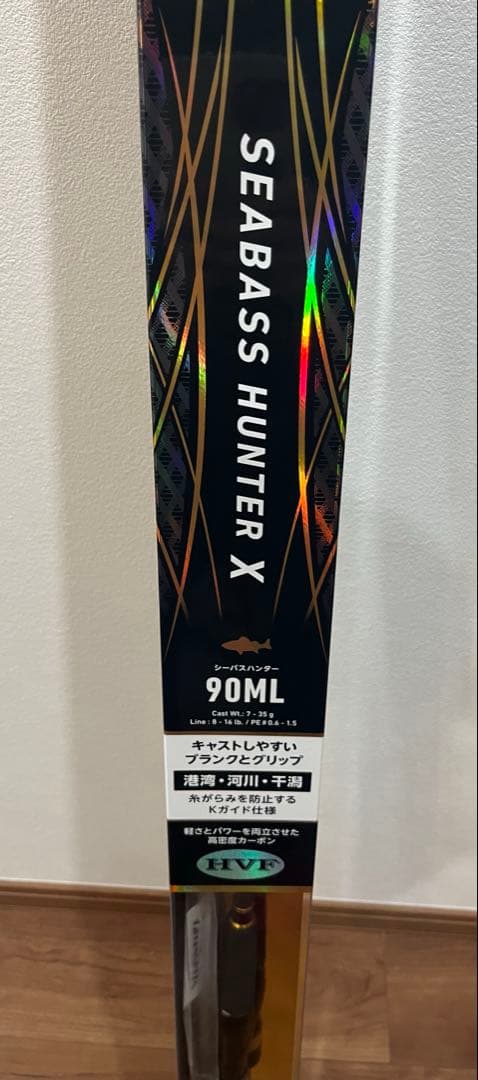 SEABASS HUNTER X
シーバスハンター
90ML
Cast Wt.: 7 - 35 g
Line : 8 - 16 lb. / PE # 0.6 - 1.5
キャストしやすい
ブランクとグリップ
港湾・河川・干潟
糸がらみを防止する
Kガイド仕様
軽さとパワーを両立させた
高密度カーボン
HVF